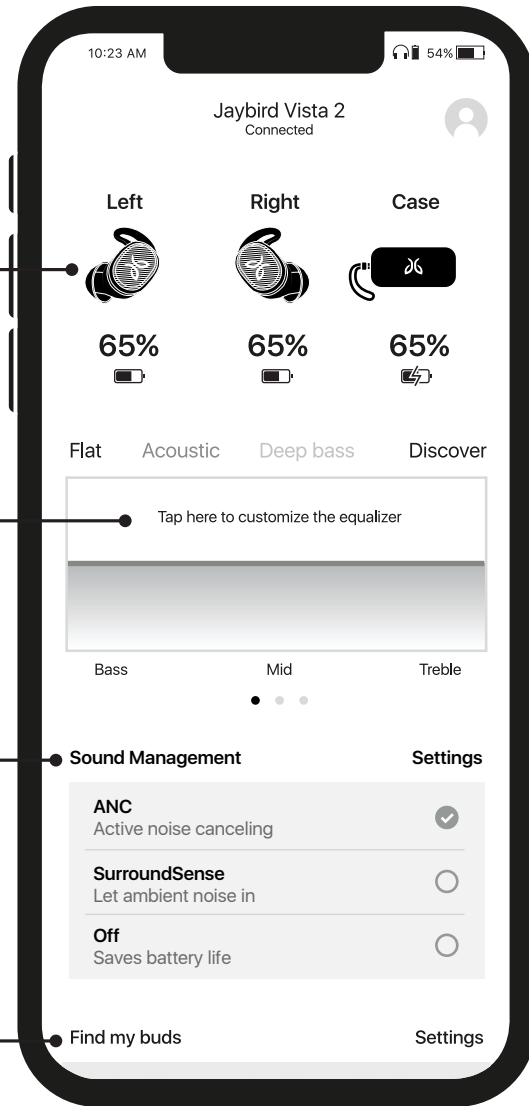 10:23 AM
54%
Jaybird Vista 2
Connected
Left Right Case
65% 65% 65%
Flat Acoustic Deep bass Discover
Tap here to customize the equalizer
Bass Mid Treble
Sound Management Settings
ANC
Active noise canceling
SurroundSense
Let ambient noise in
Off
Saves battery life
Find my buds Settings